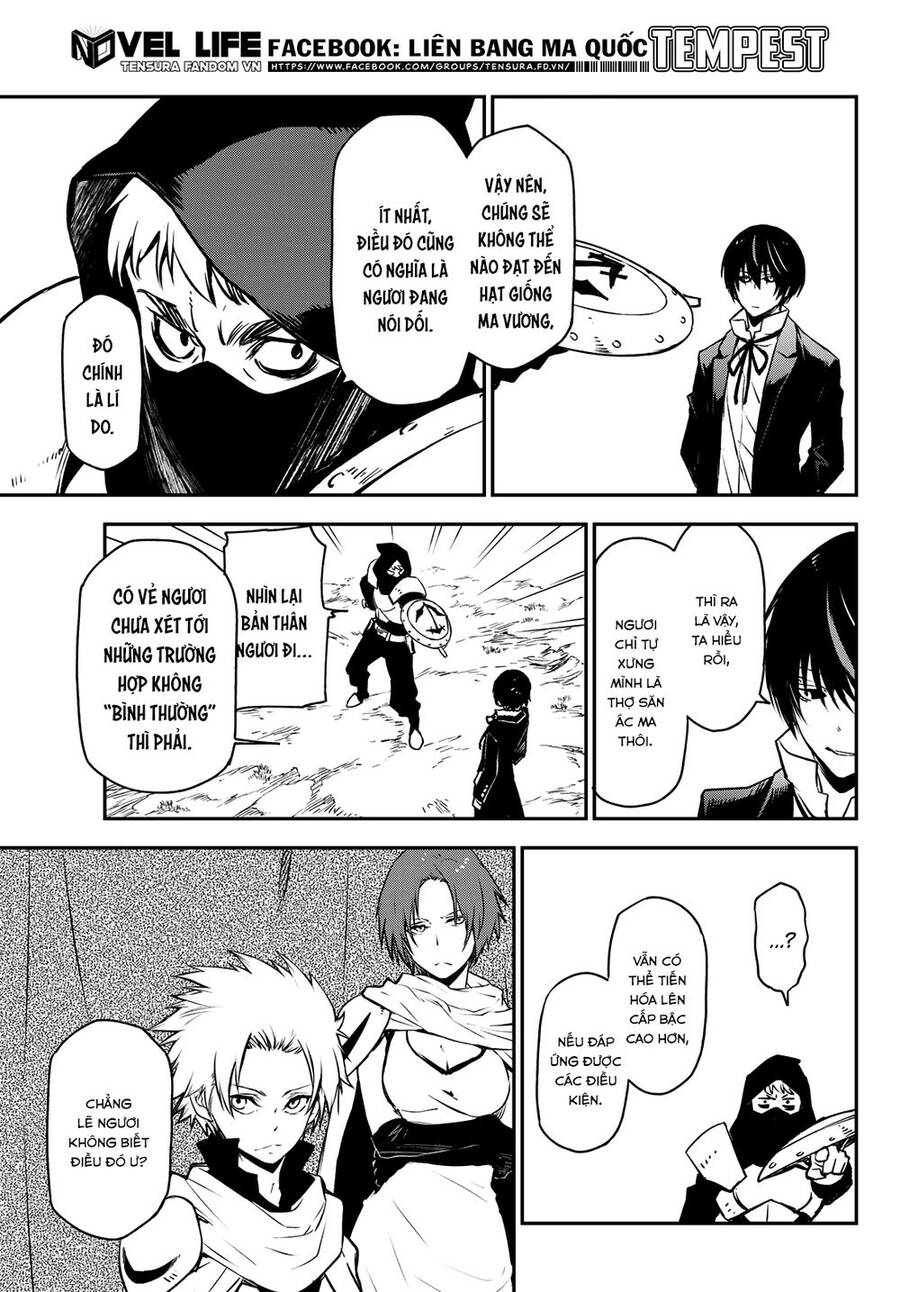 NOVEL LIFE
TENSURA FANDOM VN
FACEBOOK: LIÊN BANG MA QUỐC
HTTPS://WWW.FACEBOOK.COM/GROUPS/TENSURA.FD.VN/
TEMPEST
VẬY NÊN,
CHÚNG SẼ
KHÔNG THỂ
NÀO ĐẠT ĐẾN
HẠT GIỐNG
MA VƯƠNG,
ÍT NHẤT,
ĐIỀU ĐÓ CŨNG
CÓ NGHĨA LÀ
NGƯƠI ĐANG
NÓI DỐI.
ĐÓ
CHÍNH
LÀ LÍ
DO.
THÌ RA
LÀ VẬY,
TA HIỂU
RỒI,
NGƯƠI
CHỈ TỰ
XƯNG
MÌNH LÀ
THỢ SĂN
ÁC MA
THÔI.
NHÌN LẠI
BẢN THÂN
NGƯƠI ĐI...
CÓ VẺ NGƯƠI
CHƯA XÉT TỚI
NHỮNG TRƯỜNG
HỢP KHÔNG
“BÌNH THƯỜNG”
THÌ PHẢI.
...?
VẪN CÓ
THỂ TIẾN
HÓA LÊN
CẤP BẬC
CAO HƠN,
NẾU ĐÁP
ỨNG ĐƯỢC
CÁC ĐIỀU
KIỆN.
CHẲNG
LẼ NGƯƠI
KHÔNG BIẾT
ĐIỀU ĐÓ Ư?